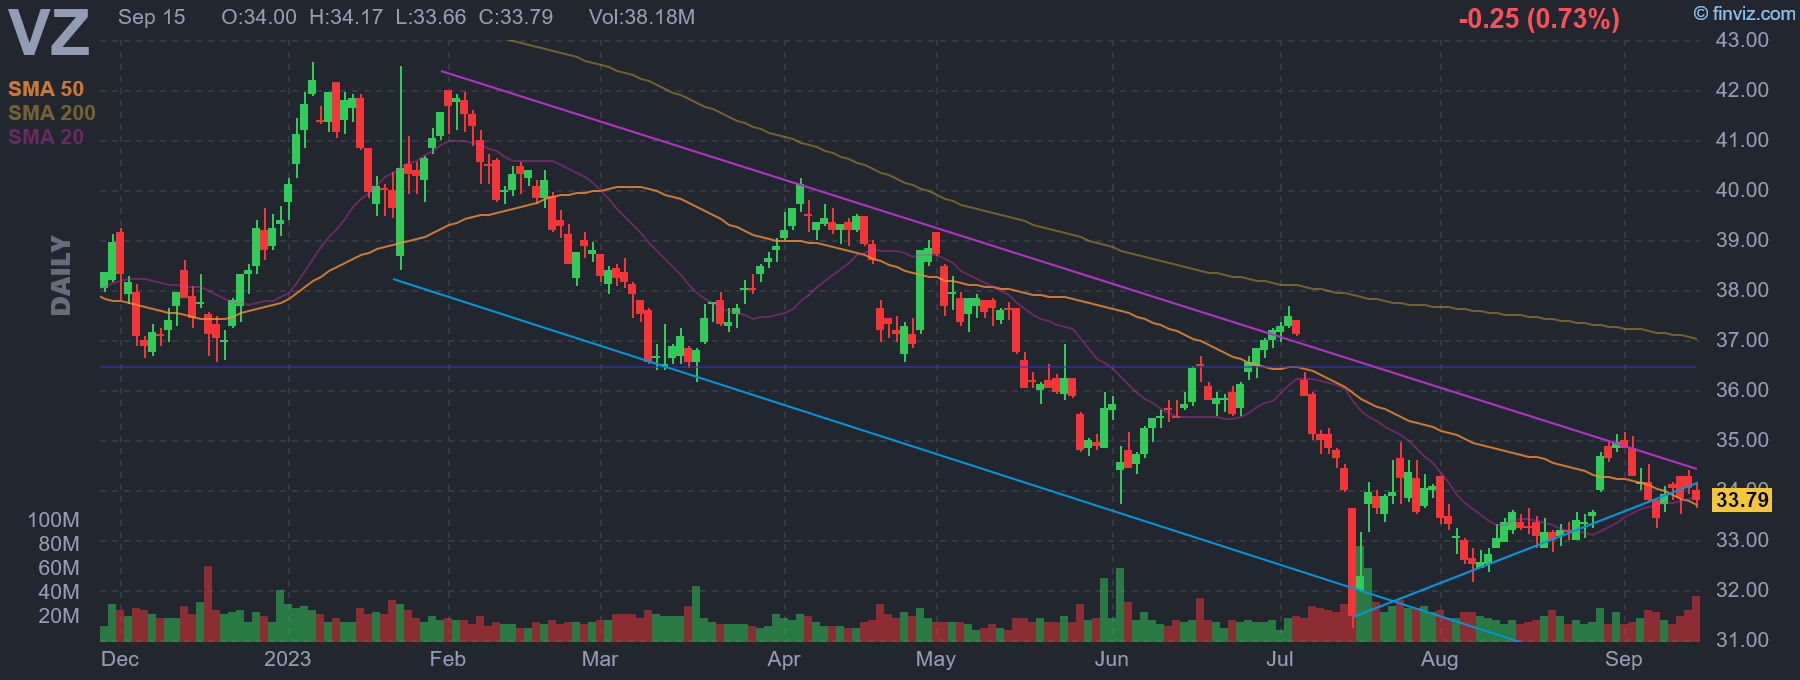 VZ
Sep 15 O:34.00 H:34.17 L:33.66 C:33.79 Vol:38.18M
-0.25 (0.73%)
© finviz.com
SMA 50
SMA 200
SMA 20
DAILY
43.00
42.00
41.00
40.00
39.00
38.00
37.00
36.00
35.00
34.00
33.79
33.00
32.00
31.00
100M
80M
60M
40M
20M
Dec 2023 Feb Mar Apr May Jun Jul Aug Sep